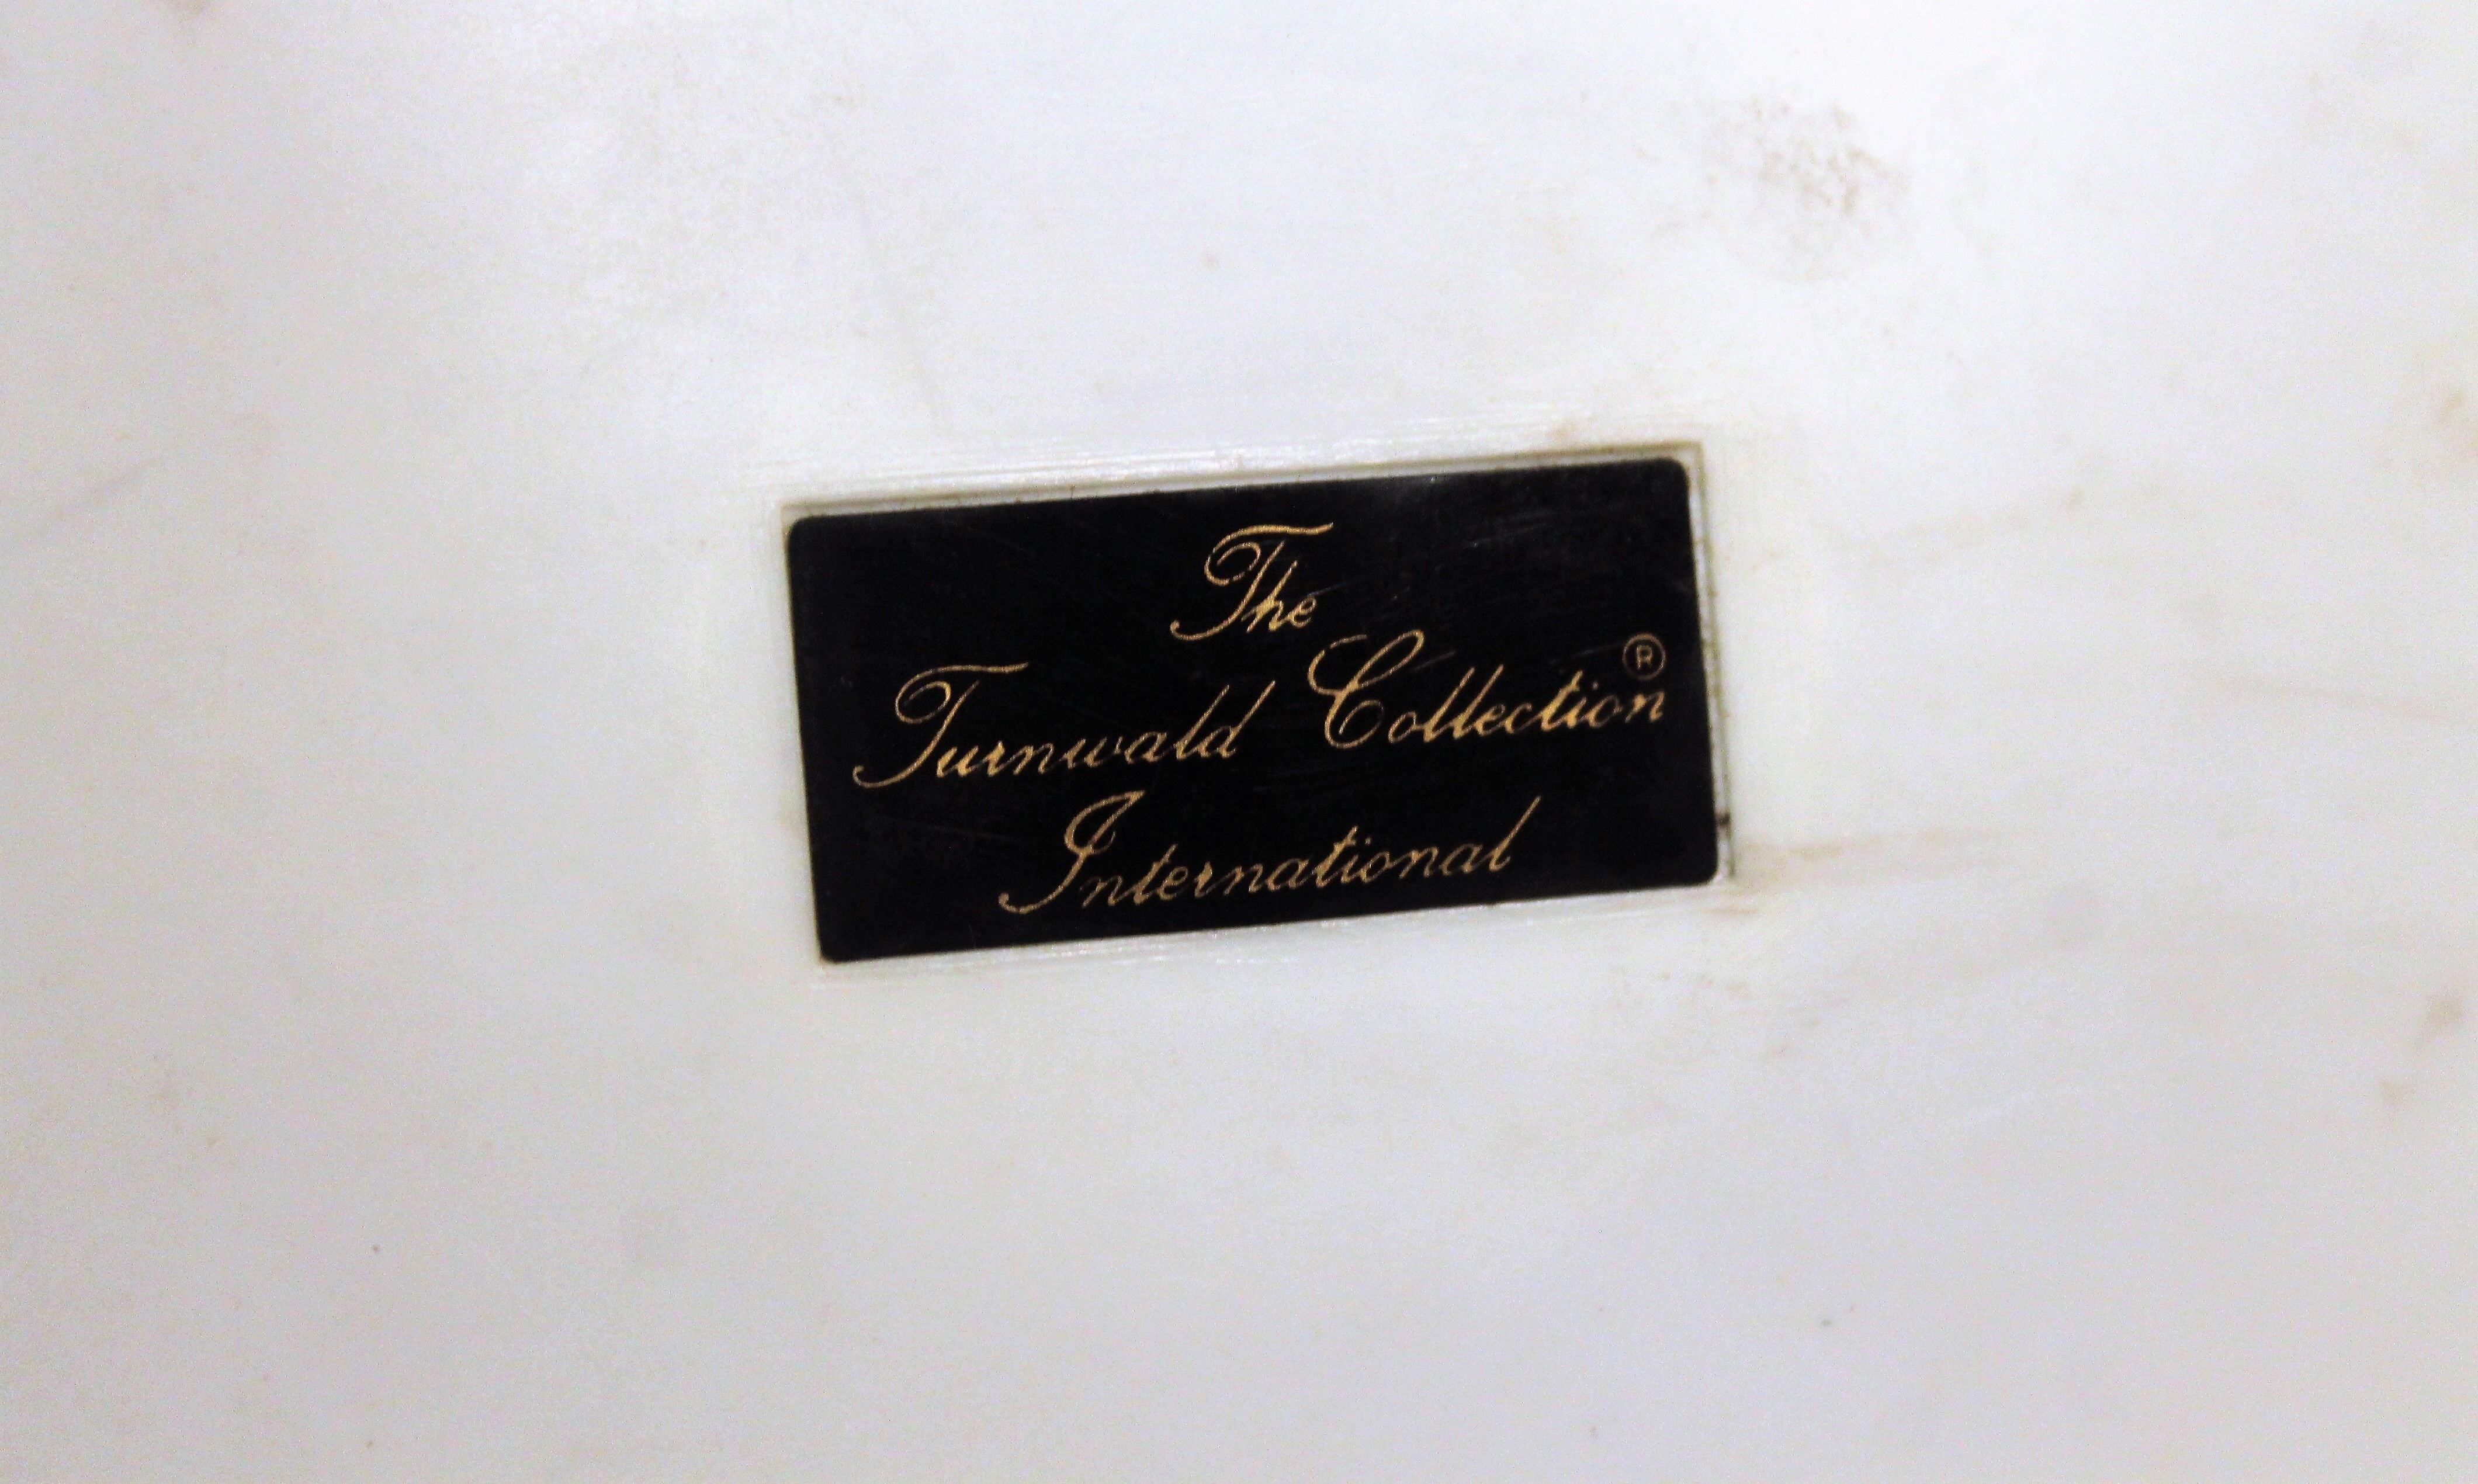 The
Turnwald Collection®
International